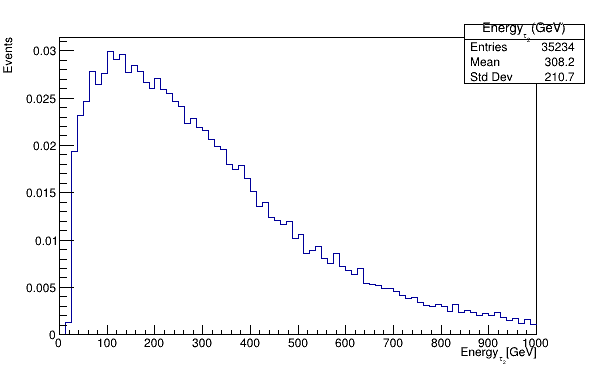 Energy_τ₂ (GeV)
Entries 35234
Mean 308.2
Std Dev 210.7
Events
0.03
0.025
0.02
0.015
0.01
0.005
0
0 100 200 300 400 500 600 700 800 900 1000
Energy_τ₂ [GeV]